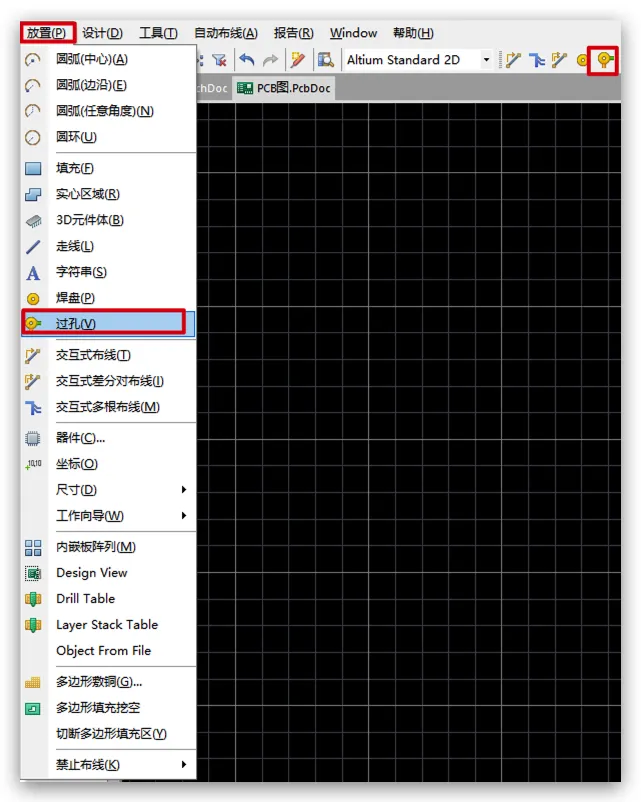 放置(P) 设计(D) 工具(T) 自动布线(A) 报告(R) Window 帮助(H)
Altium Standard 2D
chDoc PCB图.PcbDoc
圆弧(中心)(A)
圆弧(边沿)(E)
圆弧(任意角度)(N)
圆环(U)
填充(F)
实心区域(R)
3D元件体(B)
走线(L)
字符串(S)
焊盘(P)
过孔(V)
交互式布线(T)
交互式差分对布线(I)
交互式多根布线(M)
器件(C)...
坐标(O)
尺寸(D)
工作向导(W)
内嵌板阵列(M)
Design View
Drill Table
Layer Stack Table
Object From File
多边形敷铜(G)...
多边形填充挖空
切断多边形填充区(Y)
禁止布线(K)